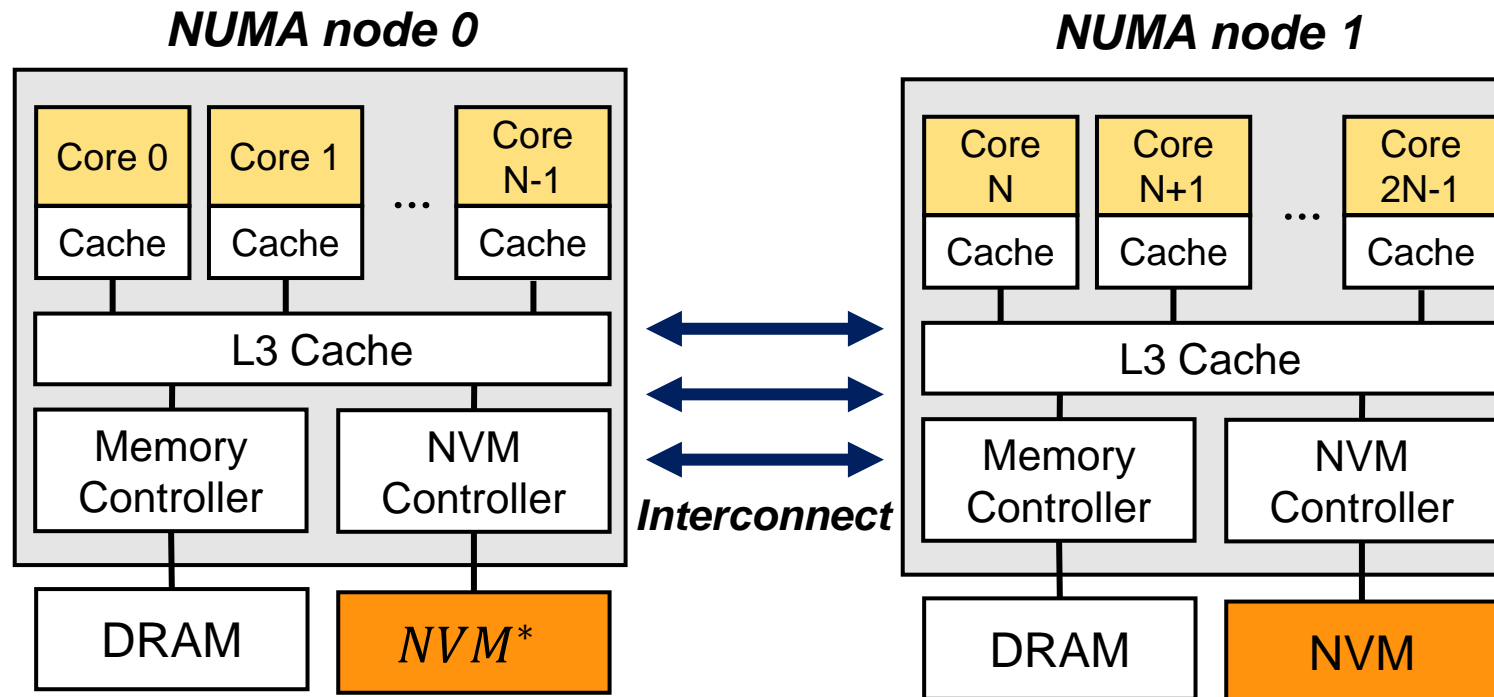 NUMA node 0
Core 0
Core 1
Core
N-1
...
Cache
Cache
Cache
L3 Cache
Memory
Controller
NVM
Controller
DRAM
NVM*
Interconnect
NUMA node 1
Core
N
Core
N+1
Core
2N-1
...
Cache
Cache
Cache
L3 Cache
Memory
Controller
NVM
Controller
DRAM
NVM